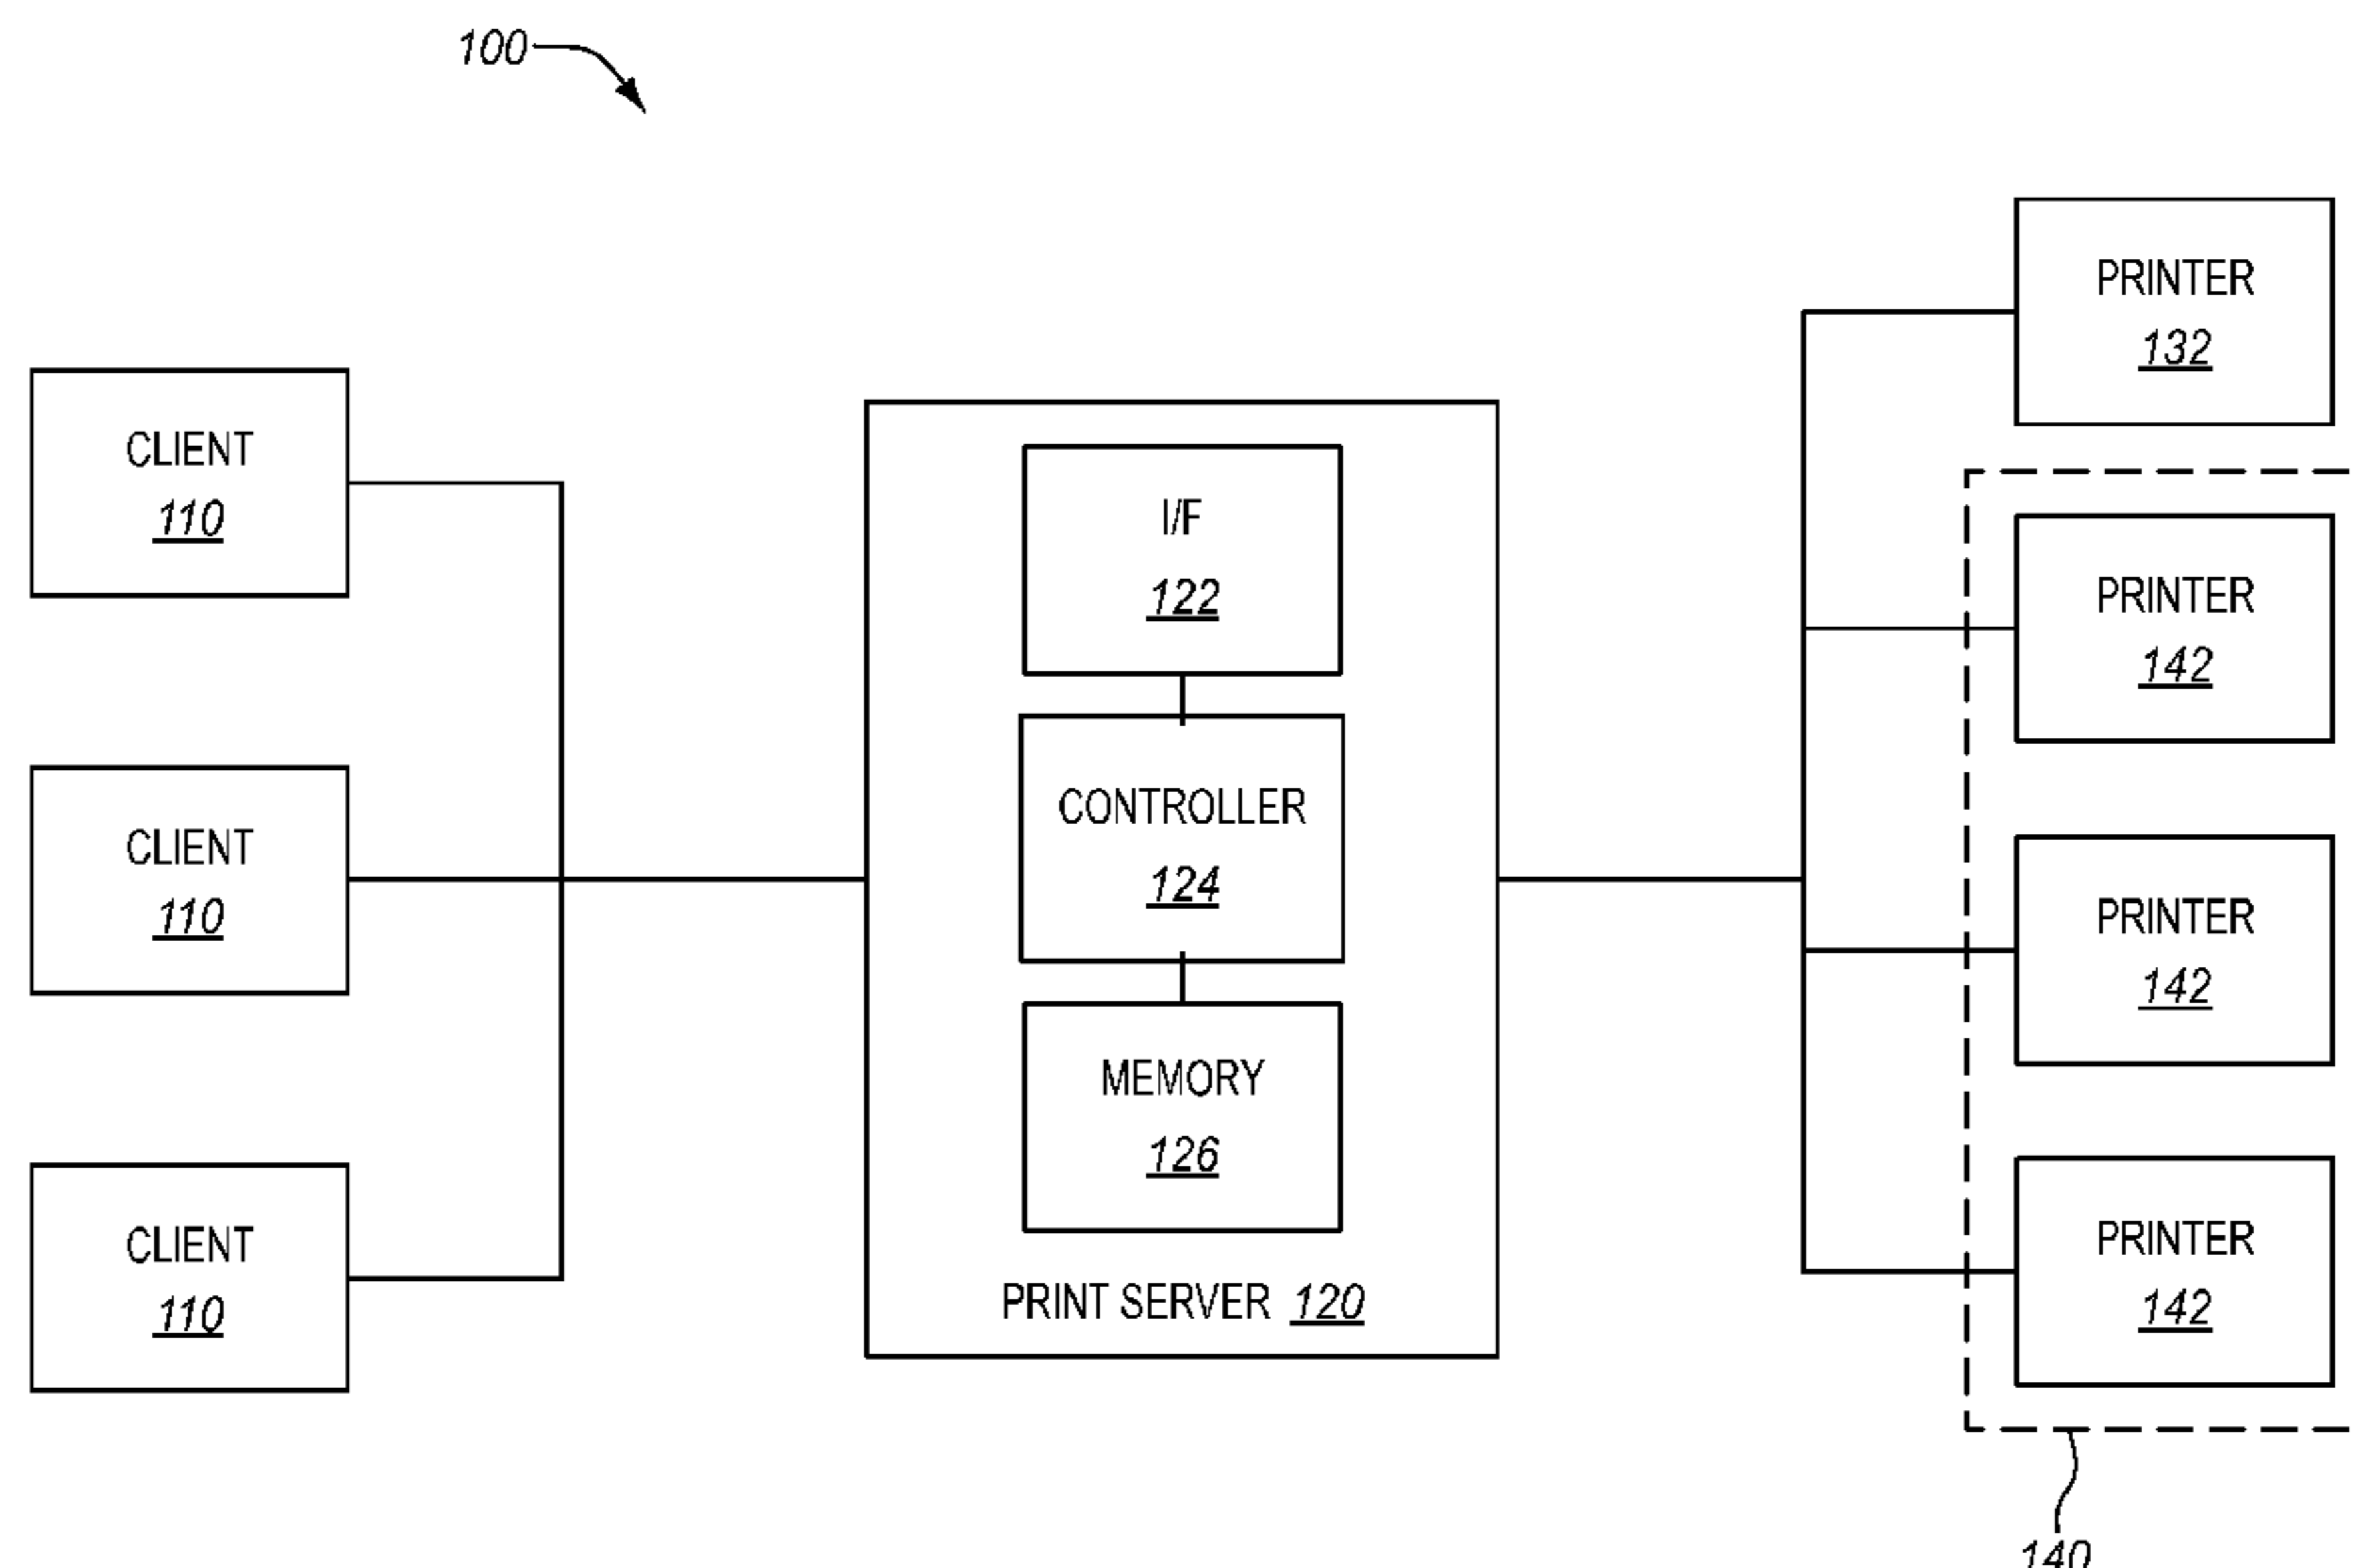 100
CLIENT
110
CLIENT
110
CLIENT
110
I/F
122
CONTROLLER
124
MEMORY
126
PRINT SERVER 120
PRINTER
132
PRINTER
142
PRINTER
142
PRINTER
142
140